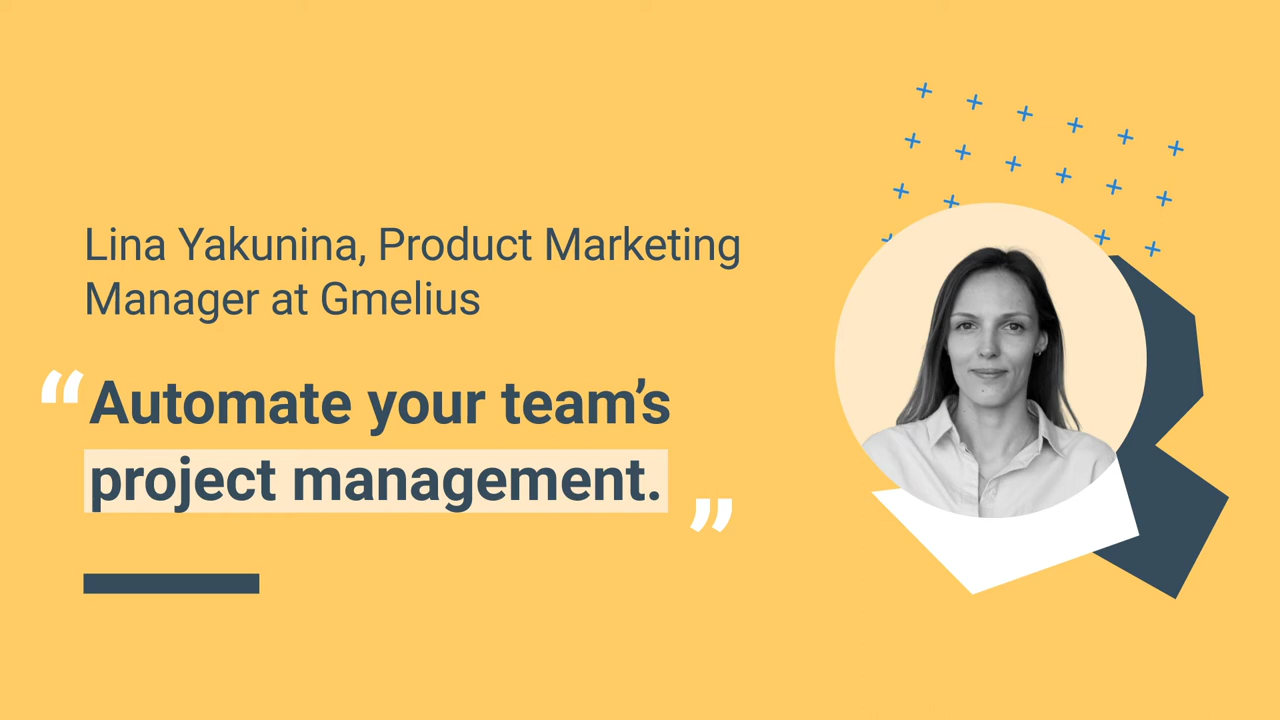 Lina Yakunina, Product Marketing
Manager at Gmelius
“Automate your team’s
project management.”